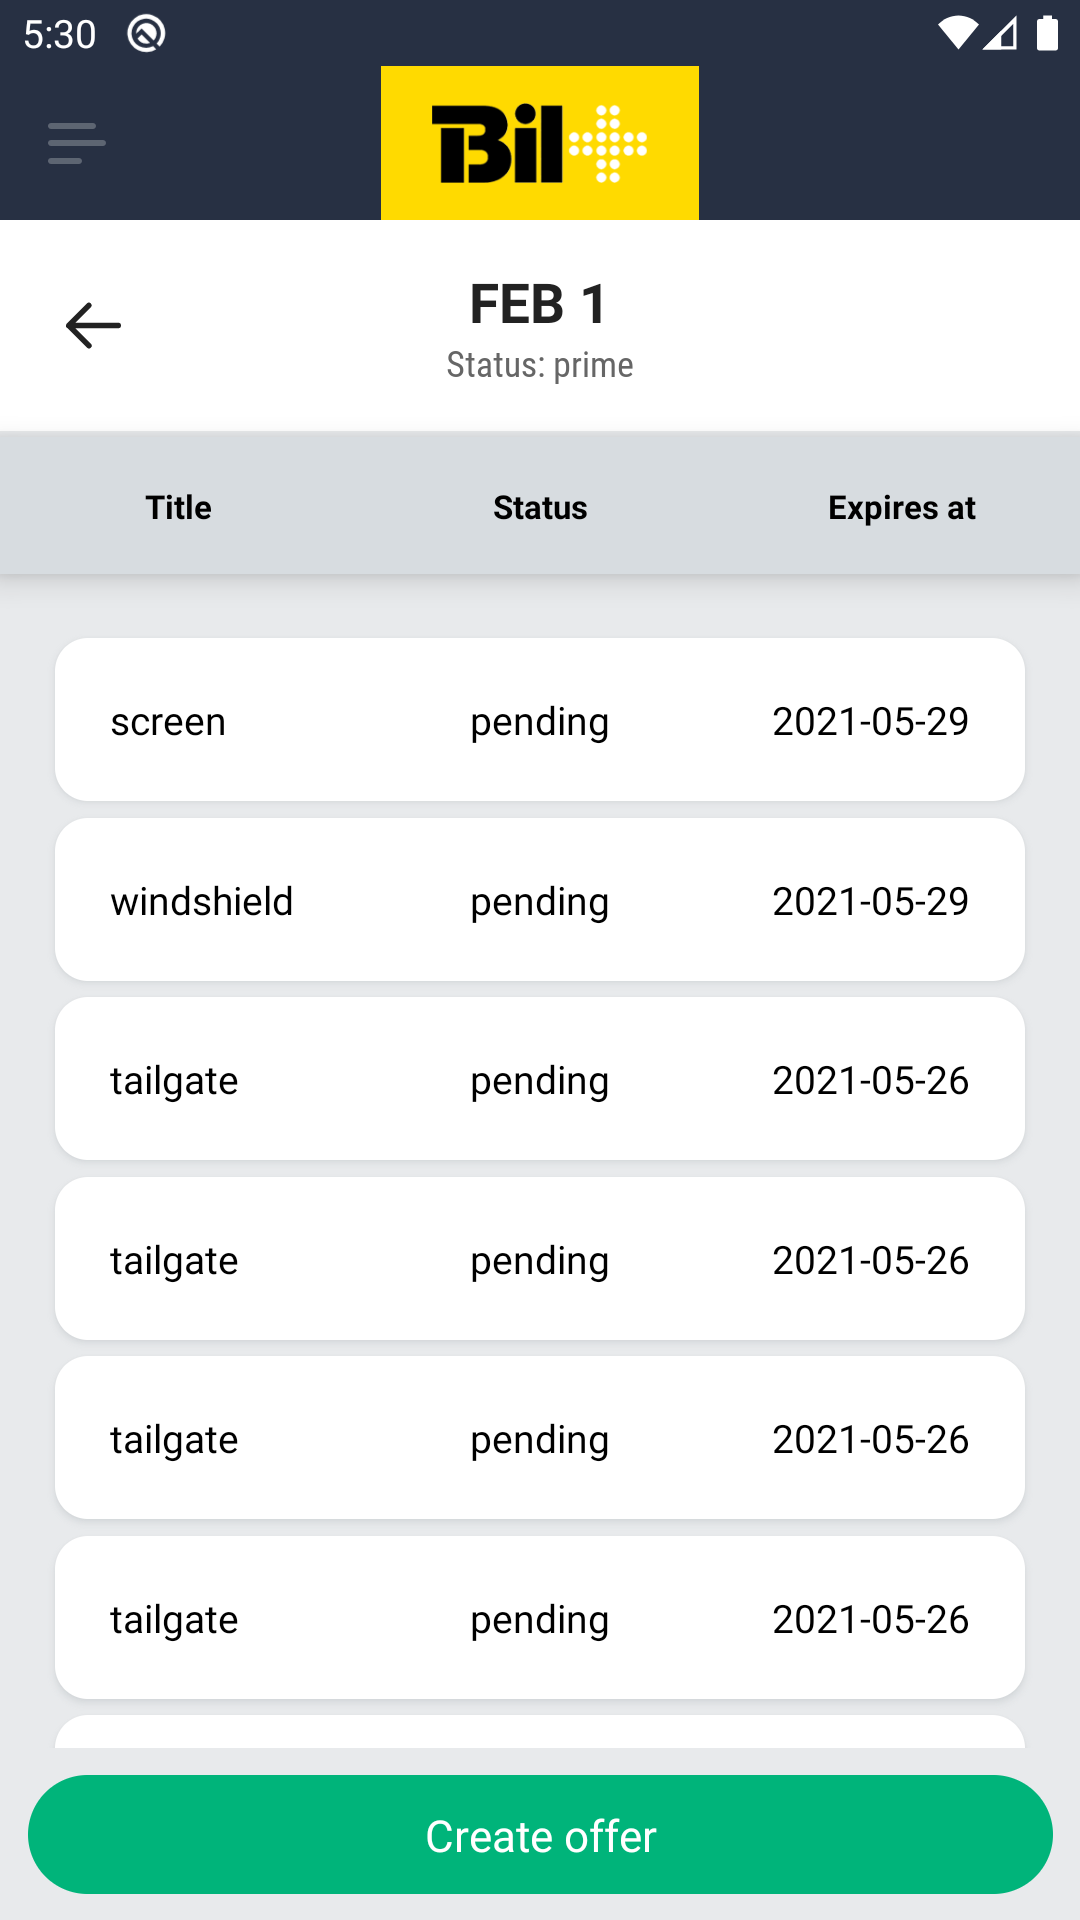 5:30
Bil
FEB 1
Status: prime
Title Status Expires at
screen pending 2021-05-29
windshield pending 2021-05-29
tailgate pending 2021-05-26
tailgate pending 2021-05-26
tailgate pending 2021-05-26
tailgate pending 2021-05-26
Create offer